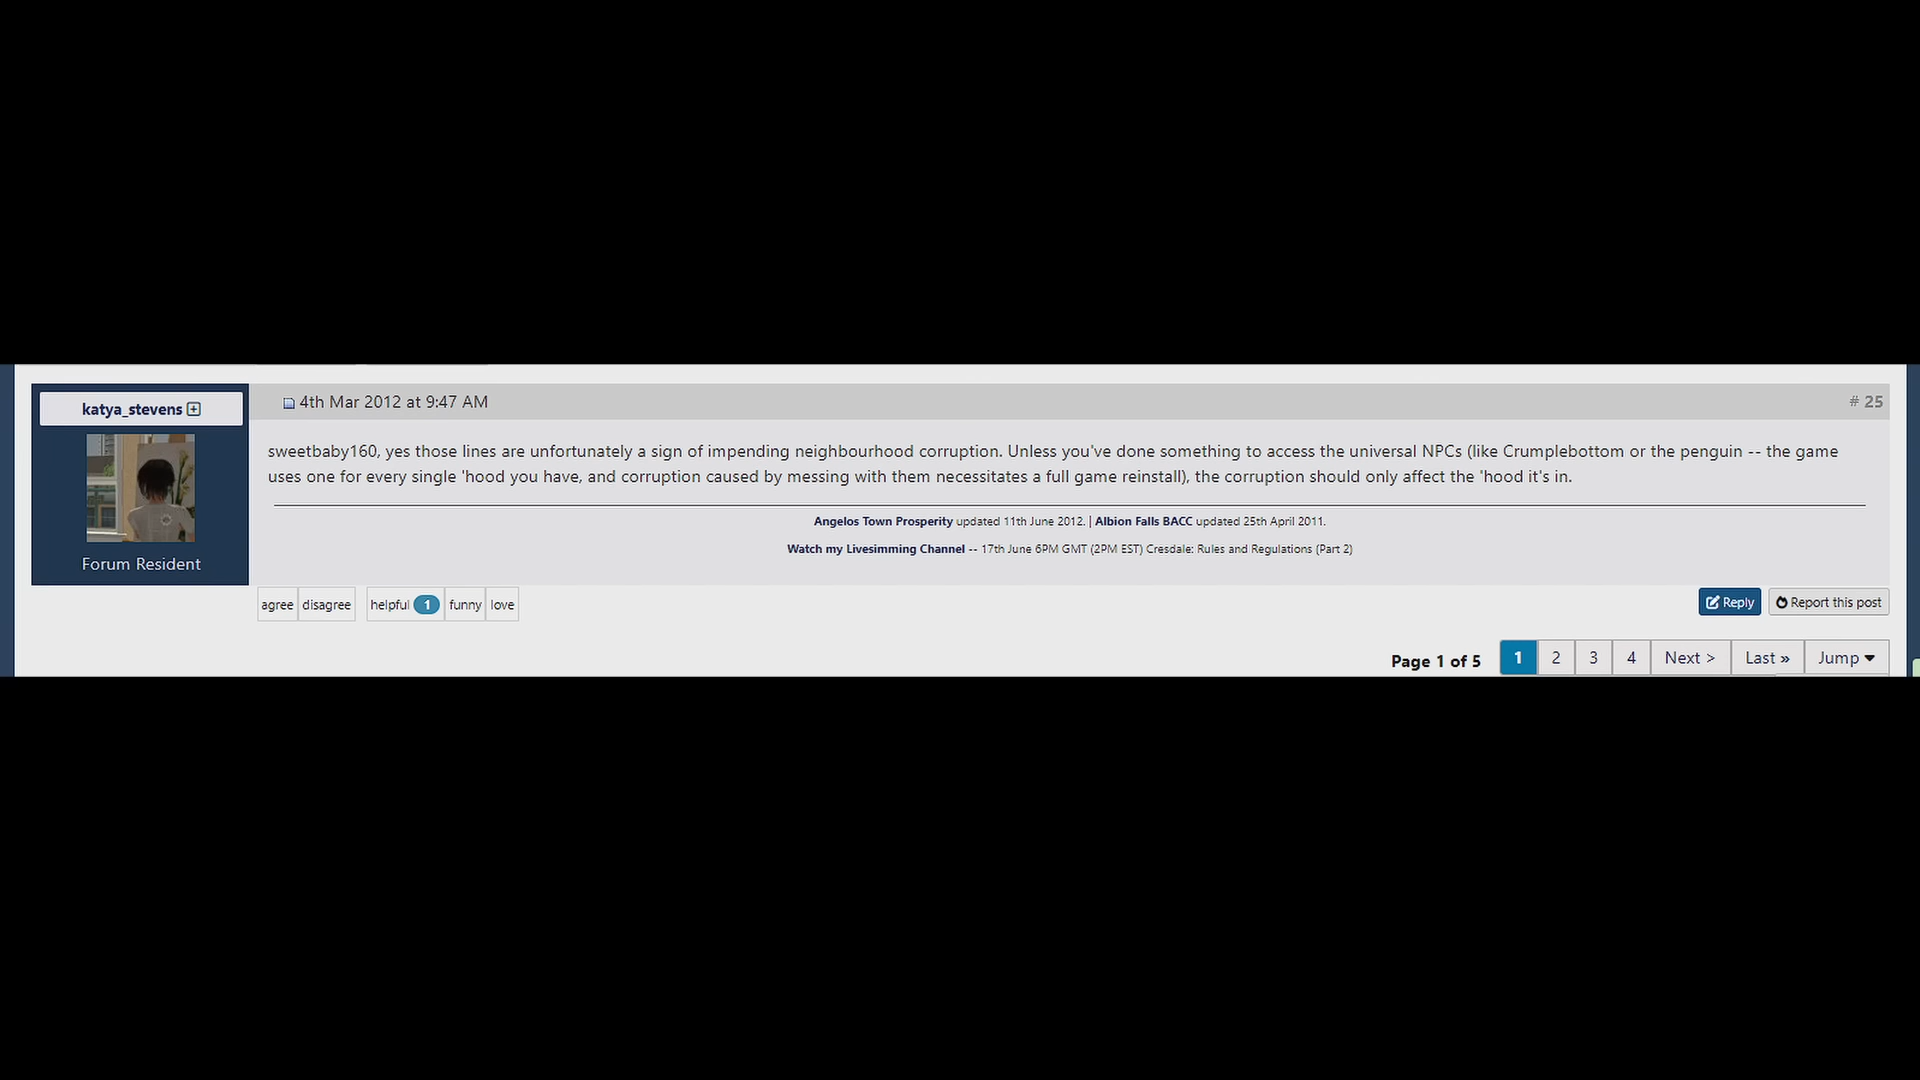 katya_stevens
4th Mar 2012 at 9:47 AM
# 25
sweetbaby160, yes those lines are unfortunately a sign of impending neighbourhood corruption. Unless you've done something to access the universal NPCs (like Crumplebottom or the penguin -- the game
uses one for every single 'hood you have, and corruption caused by messing with them necessitates a full game reinstall), the corruption should only affect the 'hood it's in.
Angelos Town Prosperity updated 11th June 2012. | Albion Falls BACC updated 25th April 2011.
Watch my Livesimming Channel -- 17th June 6PM GMT (2PM EST) Cresdale: Rules and Regulations (Part 2)
Forum Resident
agree disagree helpful 1 funny love
Reply Report this post
Page 1 of 5 1 2 3 4 Next > Last » Jump